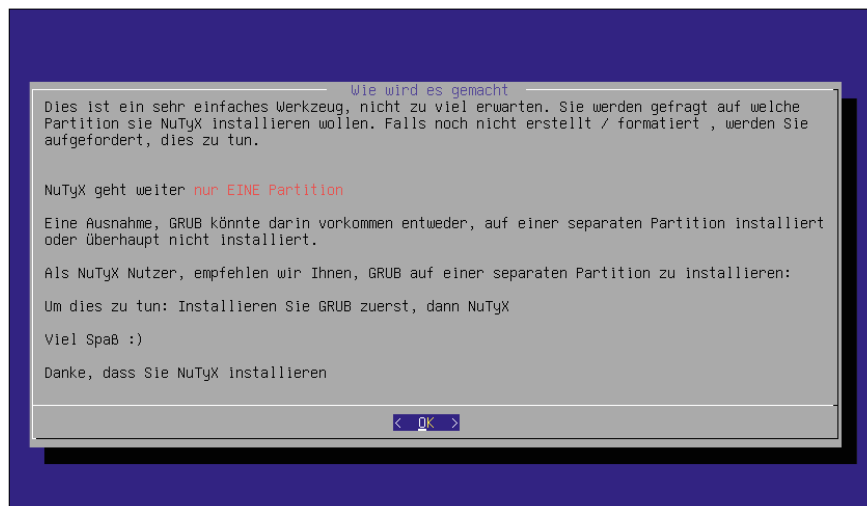 Wie wird es gemacht
Dies ist ein sehr einfaches Werkzeug, nicht zu viel erwarten. Sie werden gefragt auf welche
Partition sie NuTyX installieren wollen. Falls noch nicht erstellt / formatiert , werden Sie
aufgefordert, dies zu tun.
NuTyX geht weiter nur EINE Partition
Eine Ausnahme, GRUB könnte darin vorkommen entweder, auf einer separaten Partition installiert
oder überhaupt nicht installiert.
Als NuTyX Nutzer, empfehlen wir Ihnen, GRUB auf einer separaten Partition zu installieren:
Um dies zu tun: Installieren Sie GRUB zuerst, dann NuTyX
Viel Spaß :)
Danke, dass Sie NuTyX installieren
< OK >